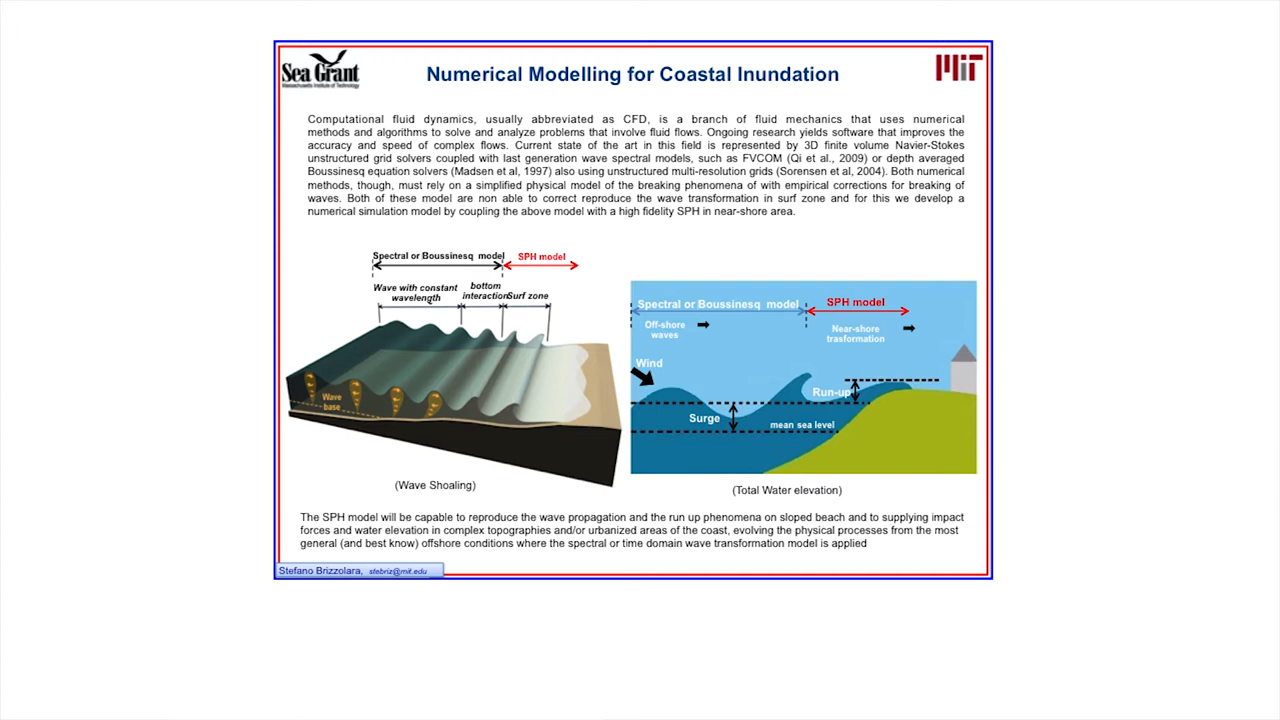 Sea Grant
Massachusetts Institute of Technology
MIT
Numerical Modelling for Coastal Inundation
Computational fluid dynamics, usually abbreviated as CFD, is a branch of fluid mechanics that uses numerical
methods and algorithms to solve and analyze problems that involve fluid flows. Ongoing research yields software that improves the
accuracy and speed of complex flows. Current state of the art in this field is represented by 3D finite volume Navier-Stokes
unstructured grid solvers coupled with last generation wave spectral models, such as FVCOM (Qi et al., 2009) or depth averaged
Boussinesq equation solvers (Madsen et al, 1997) also using unstructured multi-resolution grids (Sorensen et al, 2004). Both numerical
methods, though, must rely on a simplified physical model of the breaking phenomena of with empirical corrections for breaking of
waves. Both of these model are non able to correct reproduce the wave transformation in surf zone and for this we develop a
numerical simulation model by coupling the above model with a high fidelity SPH in near-shore area.
Spectral or Boussinesq model
SPH model
Wave with constant
wavelength
bottom
interaction
Surf zone
Wave
base
(Wave Shoaling)
Spectral or Boussinesq model
SPH model
Off-shore
waves
Near-shore
trasformation
Wind
Run-up
Surge
mean sea level
(Total Water elevation)
The SPH model will be capable to reproduce the wave propagation and the run up phenomena on sloped beach and to supplying impact
forces and water elevation in complex topographies and/or urbanized areas of the coast, evolving the physical processes from the most
general (and best know) offshore conditions where the spectral or time domain wave transformation model is applied
Stefano Brizzolara, stebriz@mit.edu